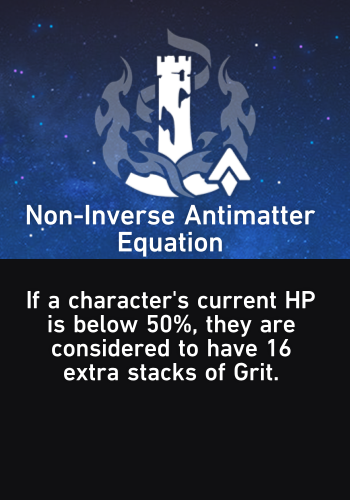 Non-Inverse Antimatter
Equation
If a character's current HP
is below 50%, they are
considered to have 16
extra stacks of Grit.